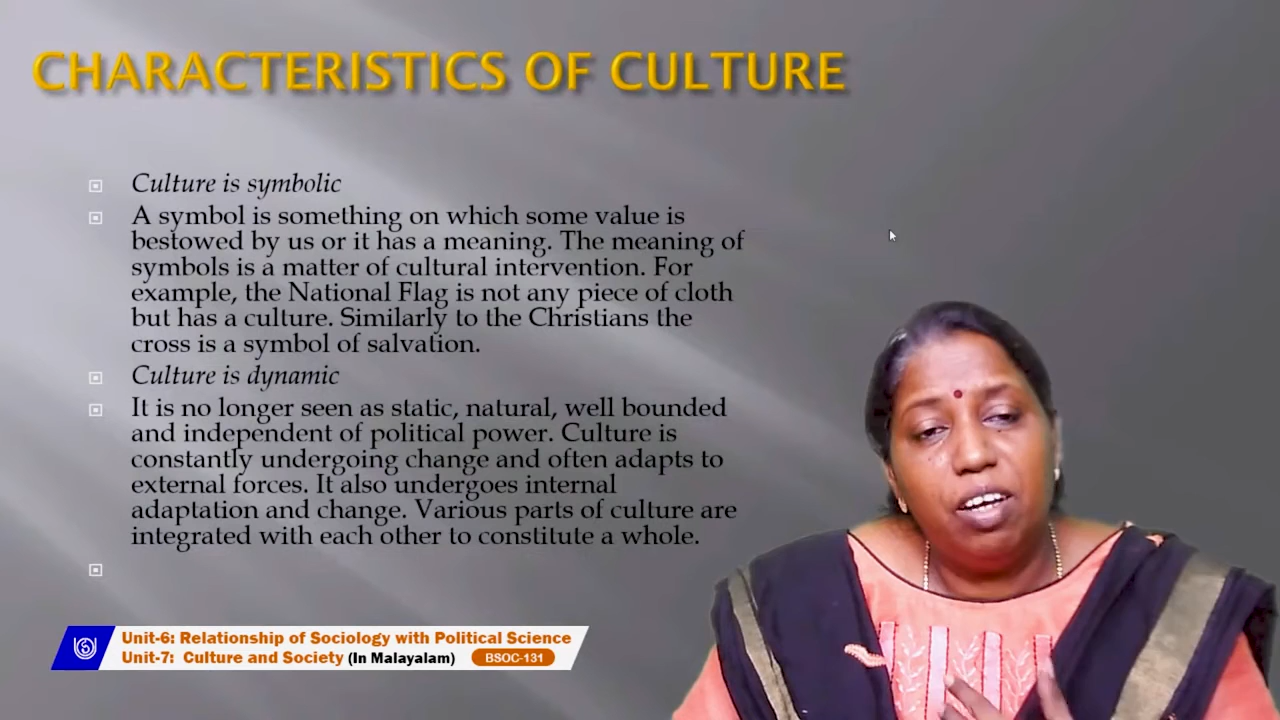 CHARACTERISTICS OF CULTURE
Culture is symbolic
A symbol is something on which some value is
bestowed by us or it has a meaning. The meaning of
symbols is a matter of cultural intervention. For
example, the National Flag is not any piece of cloth
but has a culture. Similarly to the Christians the
cross is a symbol of salvation.
Culture is dynamic
It is no longer seen as static, natural, well bounded
and independent of political power. Culture is
constantly undergoing change and often adapts to
external forces. It also undergoes internal
adaptation and change. Various parts of culture are
integrated with each other to constitute a whole.
Unit-6: Relationship of Sociology with Political Science
Unit-7: Culture and Society (In Malayalam) BSOC-131